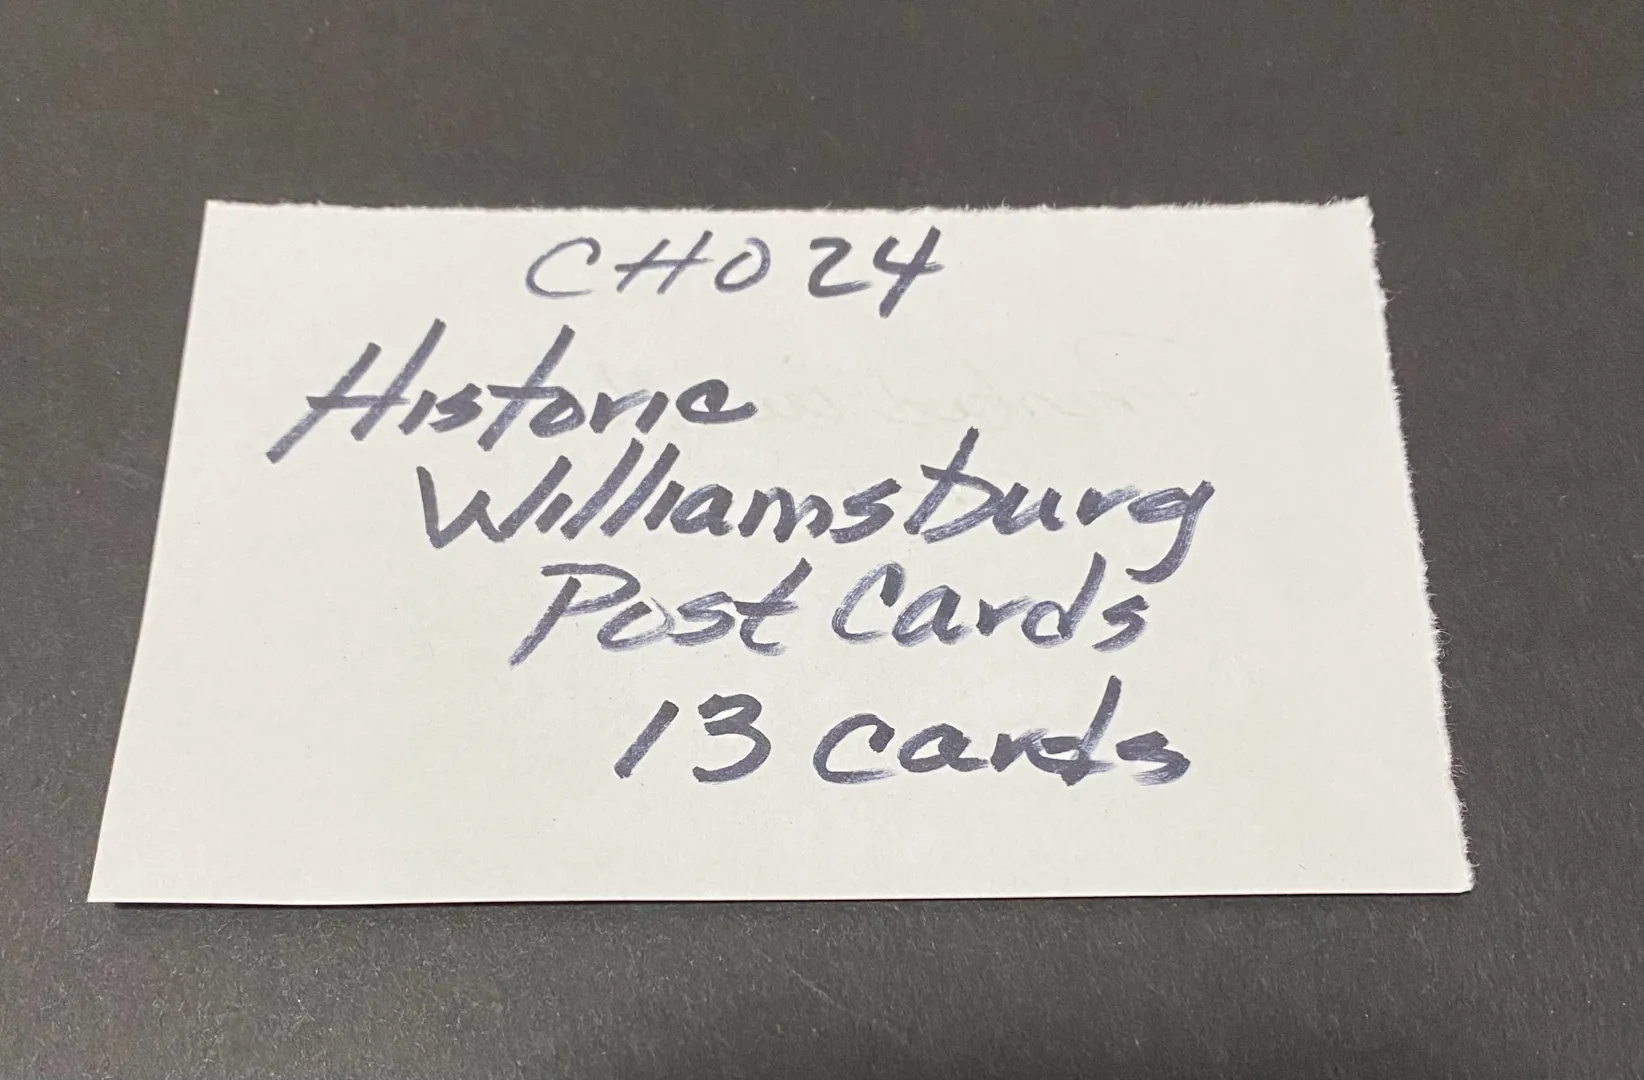 CH024
Historic
Williamsburg
Post Cards
13 cards